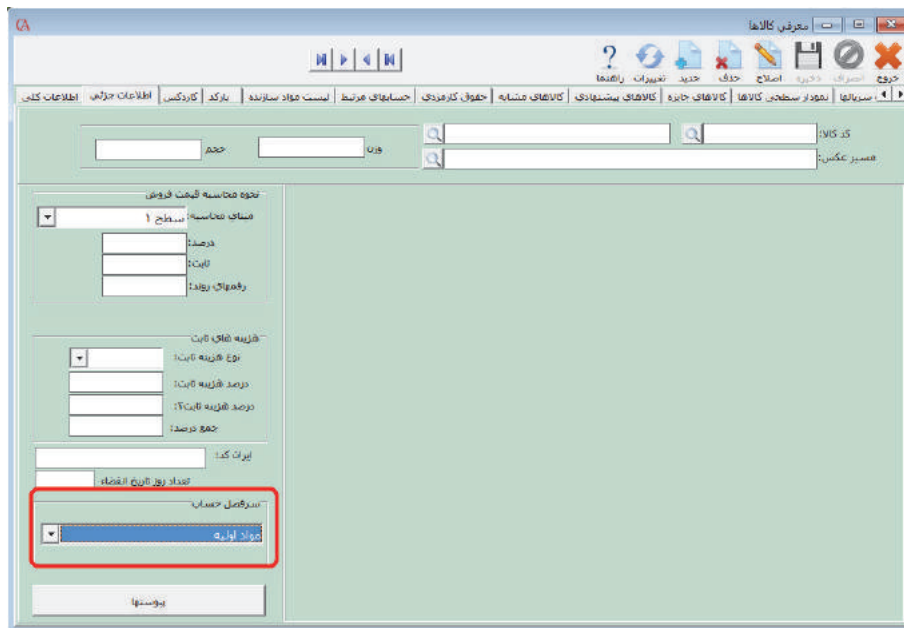 معرفی کالاها
خروج انصراف ذخیره اصلاح حذف جدید تغییرات راهنما
سریالها نمودار سطحی کالاها کالاهای جایزه کالاهای پیشنهادی کالاهای مشابه حقوق کارمزدی حسابهای مرتبط لیست مواد سازنده بارکد کاردکس اطلاعات جزئی اطلاعات کلی
کد کالا: وزن حجم
مسیر عکس:
نحوه محاسبه قیمت فروش
مبنای محاسبه: سطح ۱
درصد:
ثابت:
رقمهای روند:
هزینه های ثابت
نوع هزینه ثابت:
درصد هزینه ثابت:
درصد هزینه ثابت۲:
جمع درصد:
ایران کد:
تعداد روز تاریخ انقضاء
سرفصل حساب
مواد اولیه
پیوستها